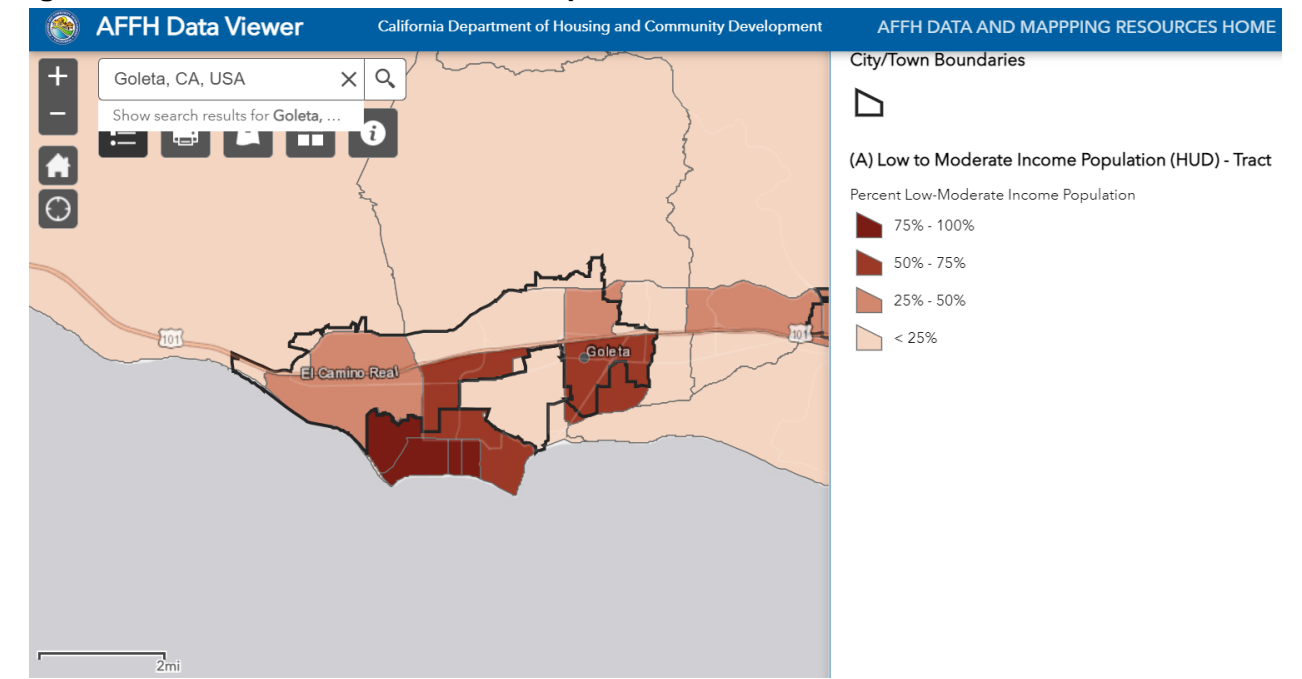 AFFH Data Viewer
California Department of Housing and Community Development
AFFH DATA AND MAPPPING RESOURCES HOME
+
−
Goleta, CA, USA
Show search results for Goleta, ...
i
101
101
Goleta
El Camino Real
2mi
City/Town Boundaries
(A) Low to Moderate Income Population (HUD) - Tract
Percent Low-Moderate Income Population
75% - 100%
50% - 75%
25% - 50%
< 25%